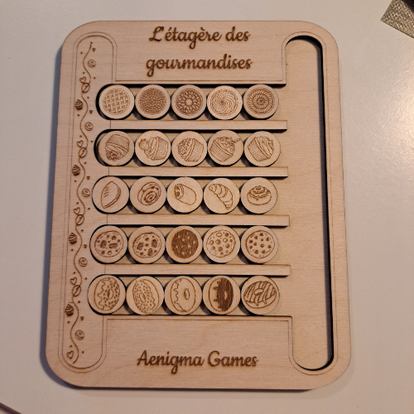 L'étagère des
gourmandises
Aenigma Games